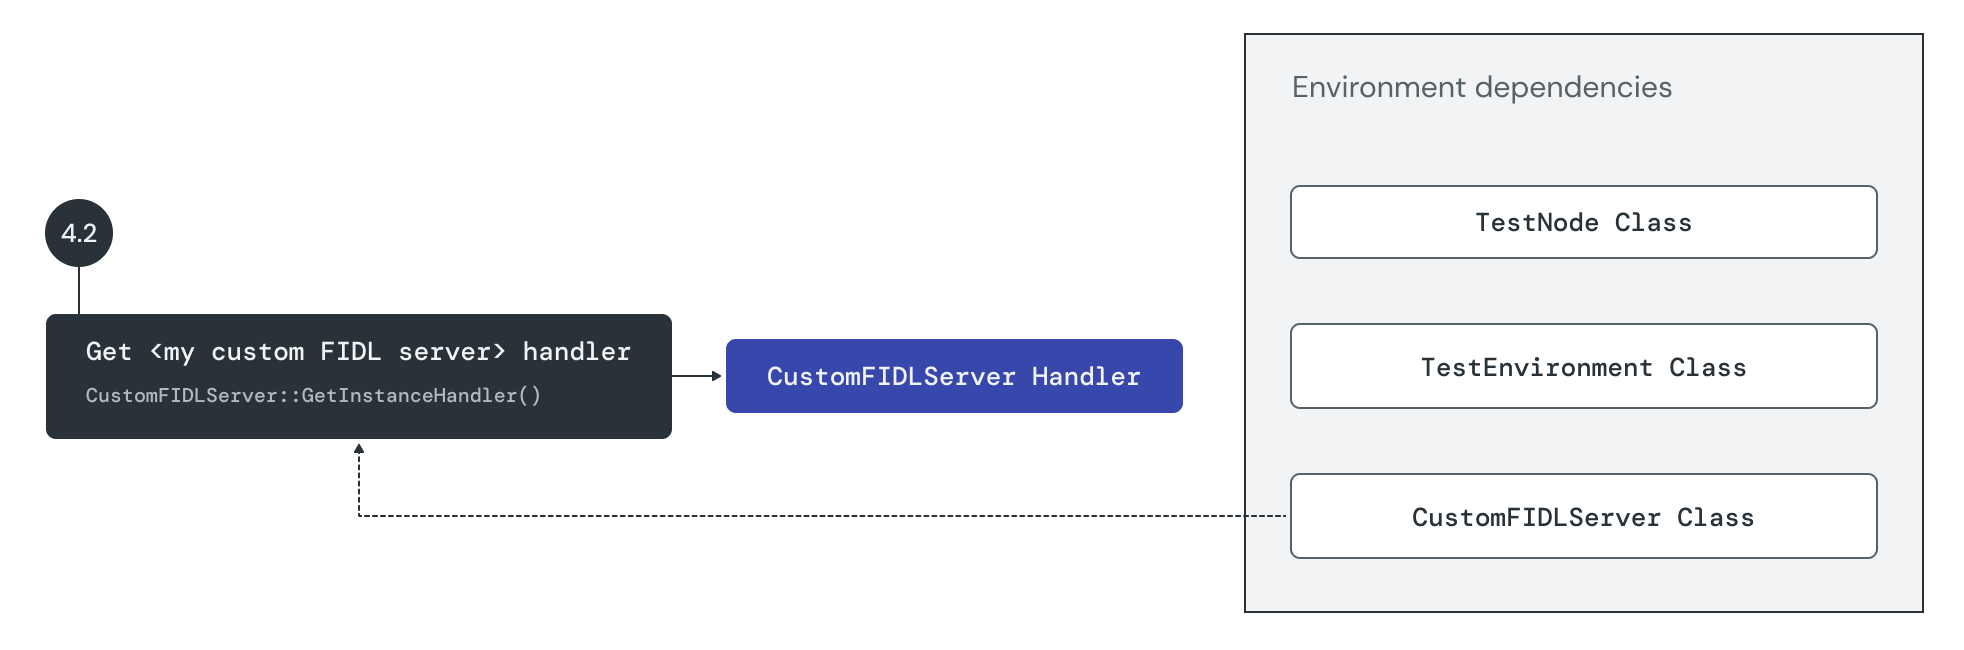 4.2
Get <my custom FIDL server> handler
CustomFIDLServer::GetInstanceHandler()
CustomFIDLServer Handler
Environment dependencies
TestNode Class
TestEnvironment Class
CustomFIDLServer Class